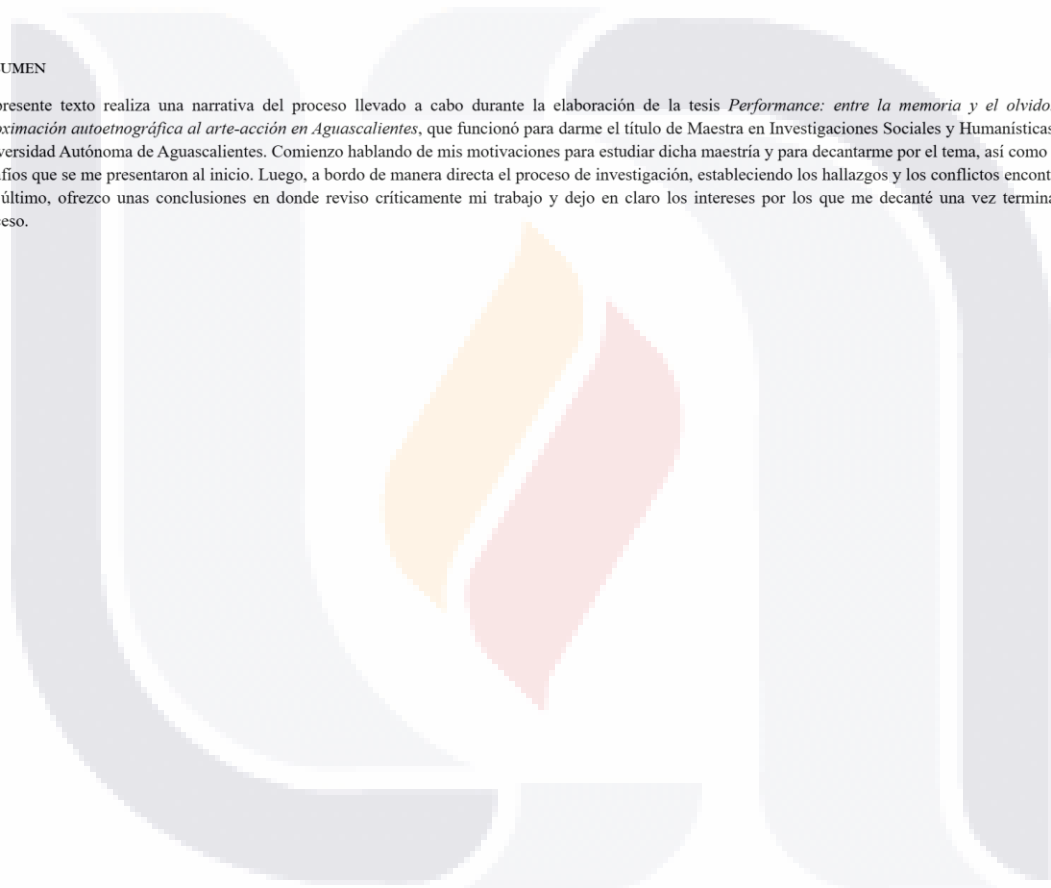 UMEN
presente texto realiza una narrativa del proceso llevado a cabo durante la elaboración de la tesis Performance: entre la memoria y el olvido
oximación autoetnográfica al arte-acción en Aguascalientes, que funcionó para darme el título de Maestra en Investigaciones Sociales y Humanísticas
versidad Autónoma de Aguascalientes. Comienzo hablando de mis motivaciones para estudiar dicha maestría y para decantarme por el tema, así como
fíos que se me presentaron al inicio. Luego, a bordo de manera directa el proceso de investigación, estableciendo los hallazgos y los conflictos encont
último, ofrezco unas conclusiones en donde reviso críticamente mi trabajo y dejo en claro los intereses por los que me decanté una vez termina
eso.